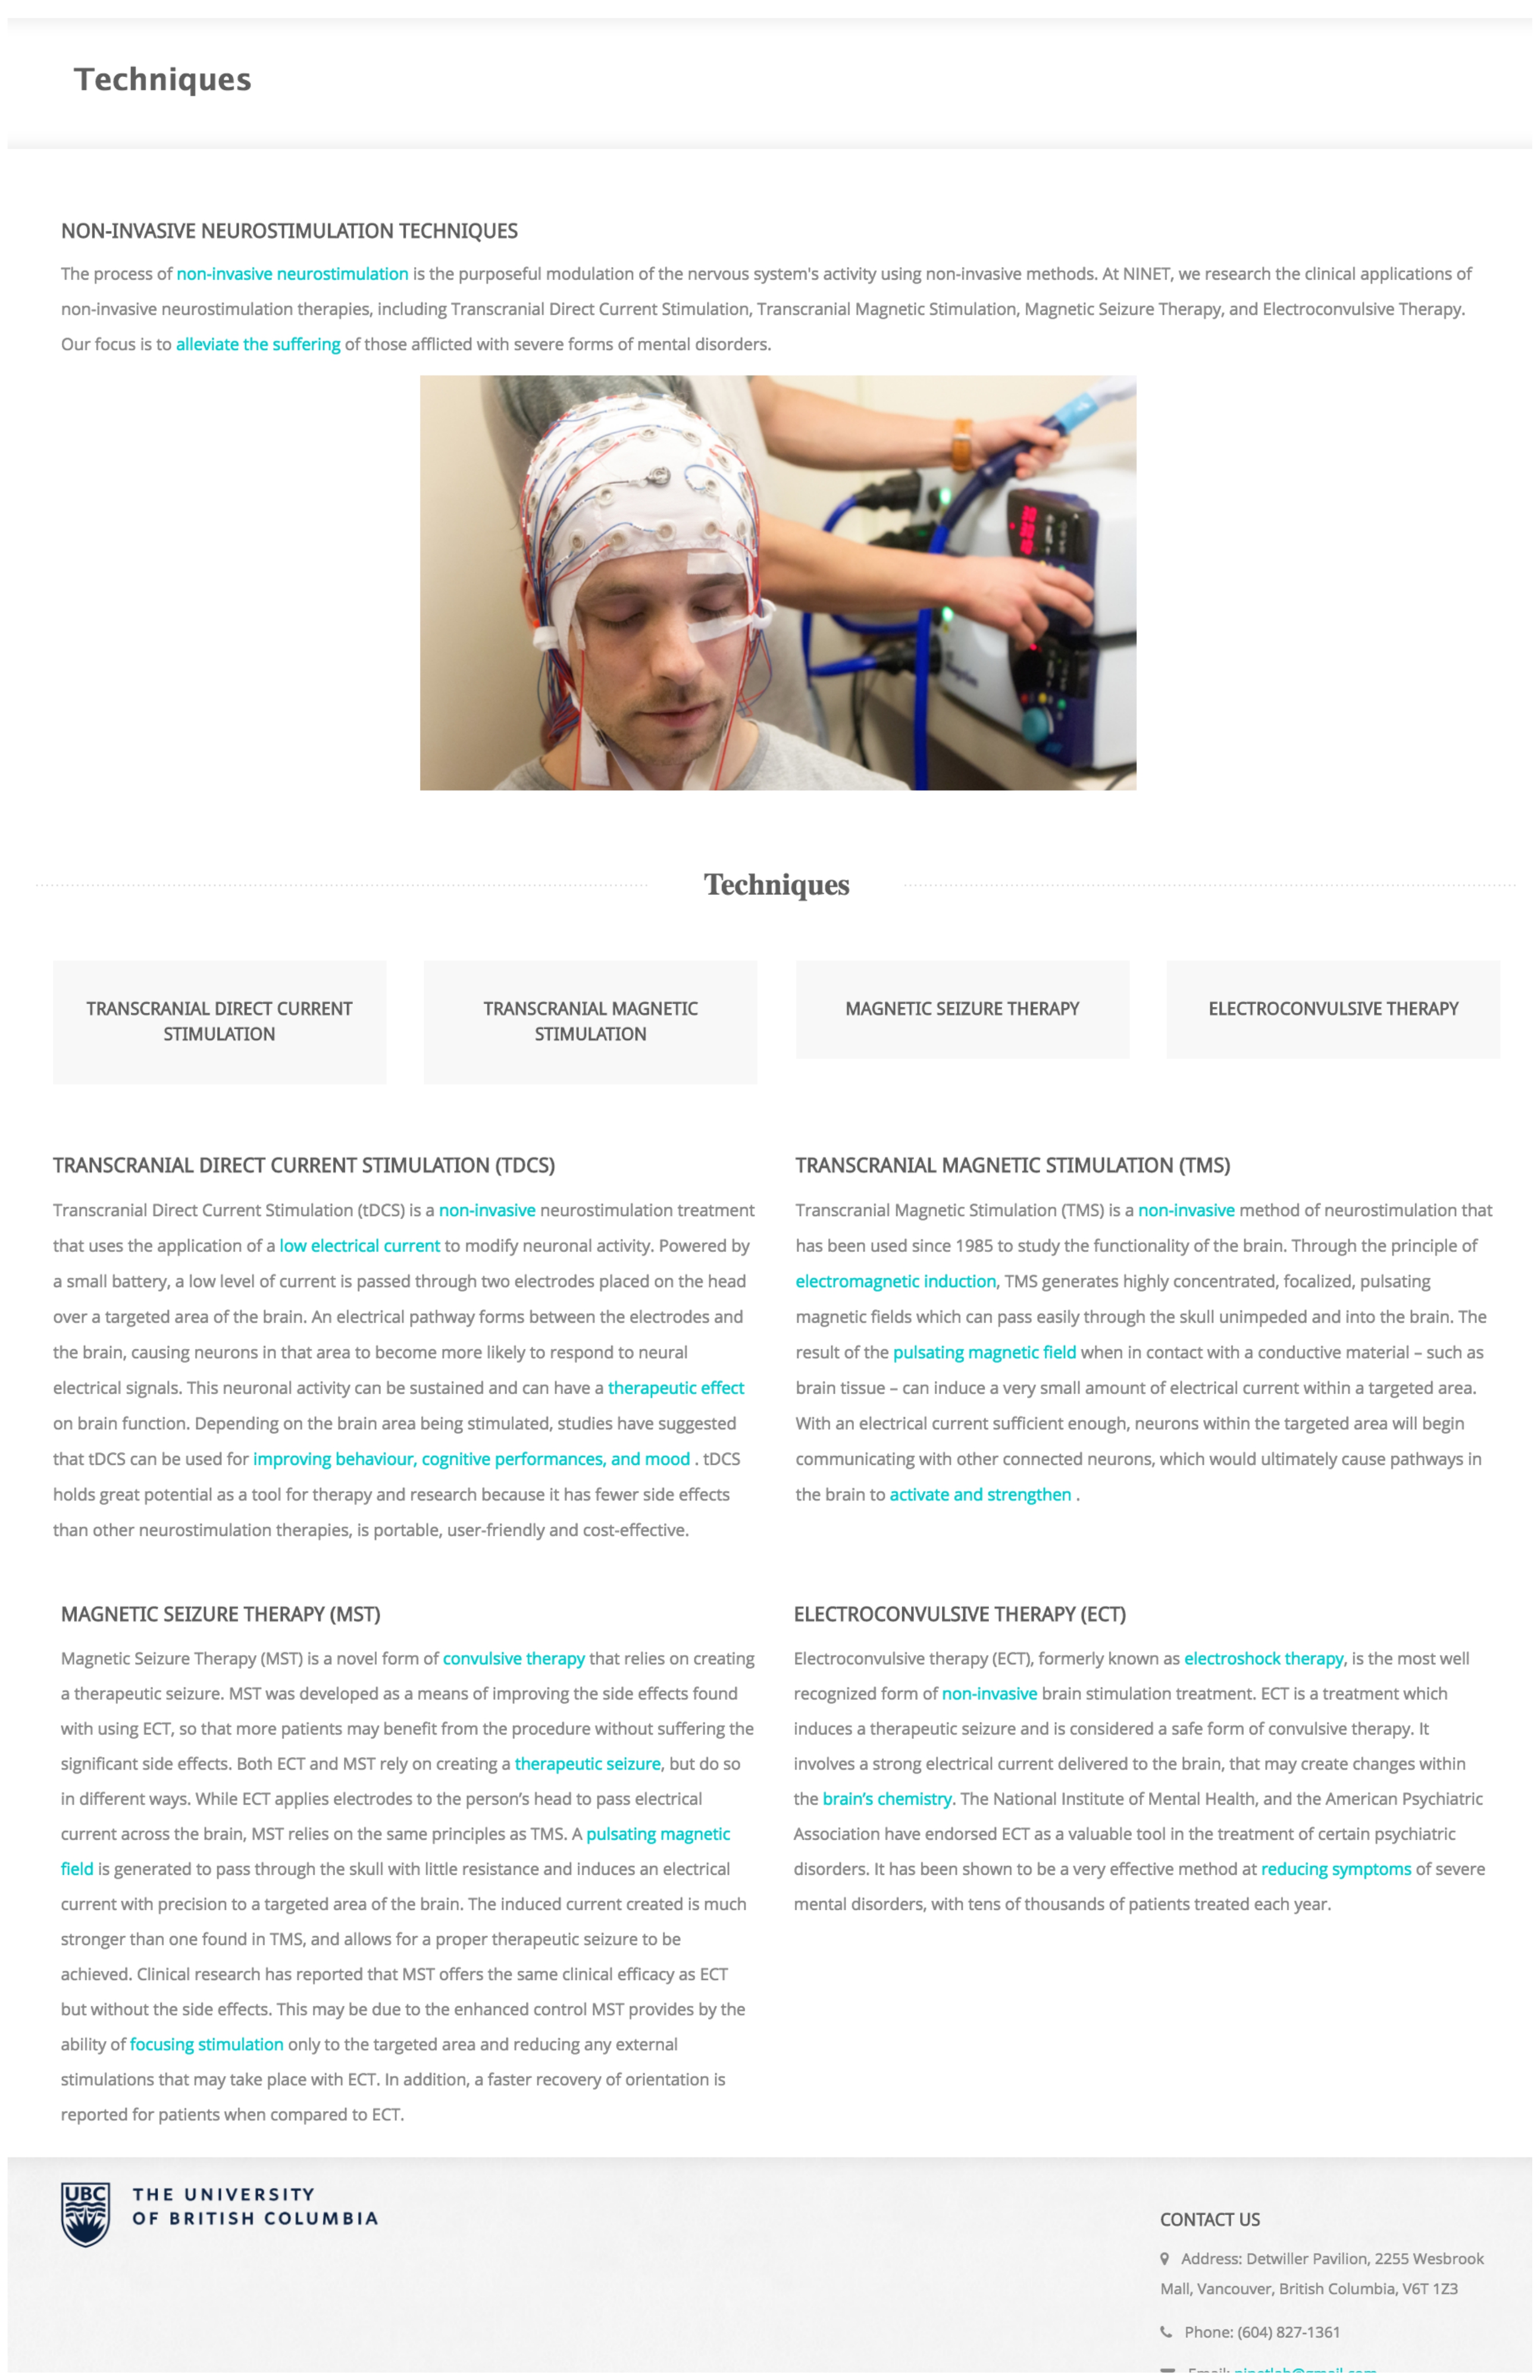 Techniques
NON-INVASIVE NEUROSTIMULATION TECHNIQUES
The process of non-invasive neurostimulation is the purposeful modulation of the nervous system's activity using non-invasive methods. At NINET, we research the clinical applications of
non-invasive neurostimulation therapies, including Transcranial Direct Current Stimulation, Transcranial Magnetic Stimulation, Magnetic Seizure Therapy, and Electroconvulsive Therapy.
Our focus is to alleviate the suffering of those afflicted with severe forms of mental disorders.
Techniques
TRANSCRANIAL DIRECT CURRENT
STIMULATION
TRANSCRANIAL MAGNETIC
STIMULATION
MAGNETIC SEIZURE THERAPY
ELECTROCONVULSIVE THERAPY
TRANSCRANIAL DIRECT CURRENT STIMULATION (TDCS)
Transcranial Direct Current Stimulation (tDCS) is a non-invasive neurostimulation treatment
that uses the application of a low electrical current to modify neuronal activity. Powered by
a small battery, a low level of current is passed through two electrodes placed on the head
over a targeted area of the brain. An electrical pathway forms between the electrodes and
the brain, causing neurons in that area to become more likely to respond to neural
electrical signals. This neuronal activity can be sustained and can have a therapeutic effect
on brain function. Depending on the brain area being stimulated, studies have suggested
that tDCS can be used for improving behaviour, cognitive performances, and mood . tDCS
holds great potential as a tool for therapy and research because it has fewer side effects
than other neurostimulation therapies, is portable, user-friendly and cost-effective.
TRANSCRANIAL MAGNETIC STIMULATION (TMS)
Transcranial Magnetic Stimulation (TMS) is a non-invasive method of neurostimulation that
has been used since 1985 to study the functionality of the brain. Through the principle of
electromagnetic induction, TMS generates highly concentrated, focalized, pulsating
magnetic fields which can pass easily through the skull unimpeded and into the brain. The
result of the pulsating magnetic field when in contact with a conductive material – such as
brain tissue – can induce a very small amount of electrical current within a targeted area.
With an electrical current sufficient enough, neurons within the targeted area will begin
communicating with other connected neurons, which would ultimately cause pathways in
the brain to activate and strengthen .
MAGNETIC SEIZURE THERAPY (MST)
Magnetic Seizure Therapy (MST) is a novel form of convulsive therapy that relies on creating
a therapeutic seizure. MST was developed as a means of improving the side effects found
with using ECT, so that more patients may benefit from the procedure without suffering the
significant side effects. Both ECT and MST rely on creating a therapeutic seizure, but do so
in different ways. While ECT applies electrodes to the person’s head to pass electrical
current across the brain, MST relies on the same principles as TMS. A pulsating magnetic
field is generated to pass through the skull with little resistance and induces an electrical
current with precision to a targeted area of the brain. The induced current created is much
stronger than one found in TMS, and allows for a proper therapeutic seizure to be
achieved. Clinical research has reported that MST offers the same clinical efficacy as ECT
but without the side effects. This may be due to the enhanced control MST provides by the
ability of focusing stimulation only to the targeted area and reducing any external
stimulations that may take place with ECT. In addition, a faster recovery of orientation is
reported for patients when compared to ECT.
ELECTROCONVULSIVE THERAPY (ECT)
Electroconvulsive therapy (ECT), formerly known as electroshock therapy, is the most well
recognized form of non-invasive brain stimulation treatment. ECT is a treatment which
induces a therapeutic seizure and is considered a safe form of convulsive therapy. It
involves a strong electrical current delivered to the brain, that may create changes within
the brain’s chemistry. The National Institute of Mental Health, and the American Psychiatric
Association have endorsed ECT as a valuable tool in the treatment of certain psychiatric
disorders. It has been shown to be a very effective method at reducing symptoms of severe
mental disorders, with tens of thousands of patients treated each year.
UBC
THE UNIVERSITY
OF BRITISH COLUMBIA
CONTACT US
Address: Detwiller Pavilion, 2255 Wesbrook
Mall, Vancouver, British Columbia, V6T 1Z3
Phone: (604) 827-1361
Email: ninetlab@gmail.com